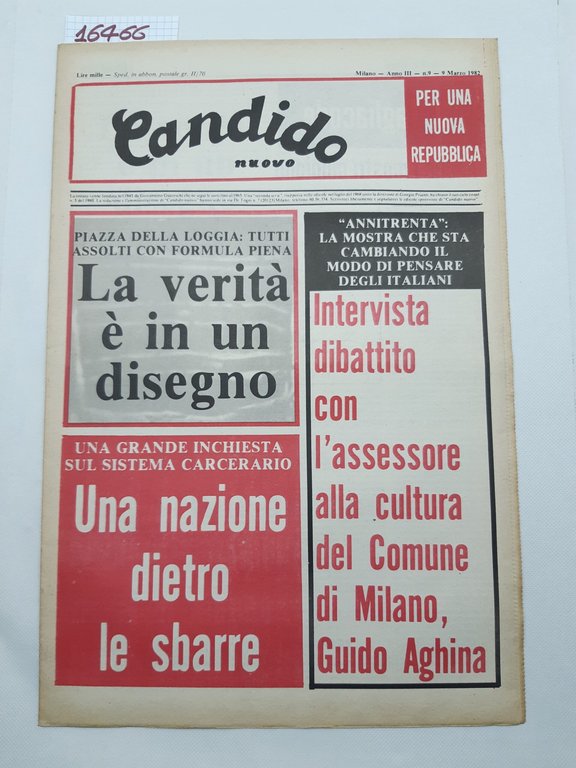 16466
Lire mille — Sped. in abbon. postale gr. II/70
Milano — Anno III — n.9 — 9 Marzo 1982
Candido
nuovo
PER UNA
NUOVA
REPUBBLICA
PIAZZA DELLA LOGGIA: TUTTI
ASSOLTI CON FORMULA PIENA
La verità
è in un
disegno
UNA GRANDE INCHIESTA
SUL SISTEMA CARCERARIO
Una nazione
dietro
le sbarre
“ANNITRENTA”:
LA MOSTRA CHE STA
CAMBIANDO IL
MODO DI PENSARE
DEGLI ITALIANI
Intervista
dibattito
con
l’assessore
alla cultura
del Comune
di Milano,
Guido Aghina